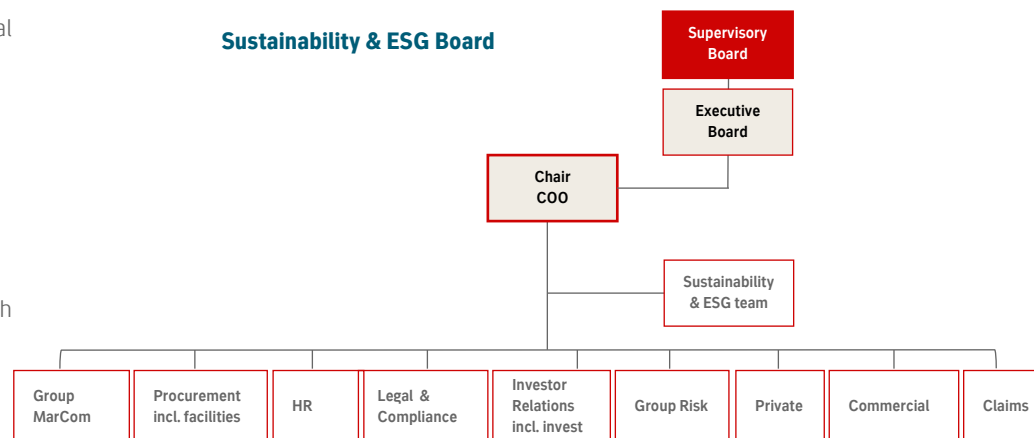 Sustainability & ESG Board
Supervisory
Board
Executive
Board
Chair
COO
Sustainability
& ESG team
Group
MarCom
Procurement
incl. facilities
HR
Legal &
Compliance
Investor
Relations
incl. invest
Group Risk
Private
Commercial
Claims